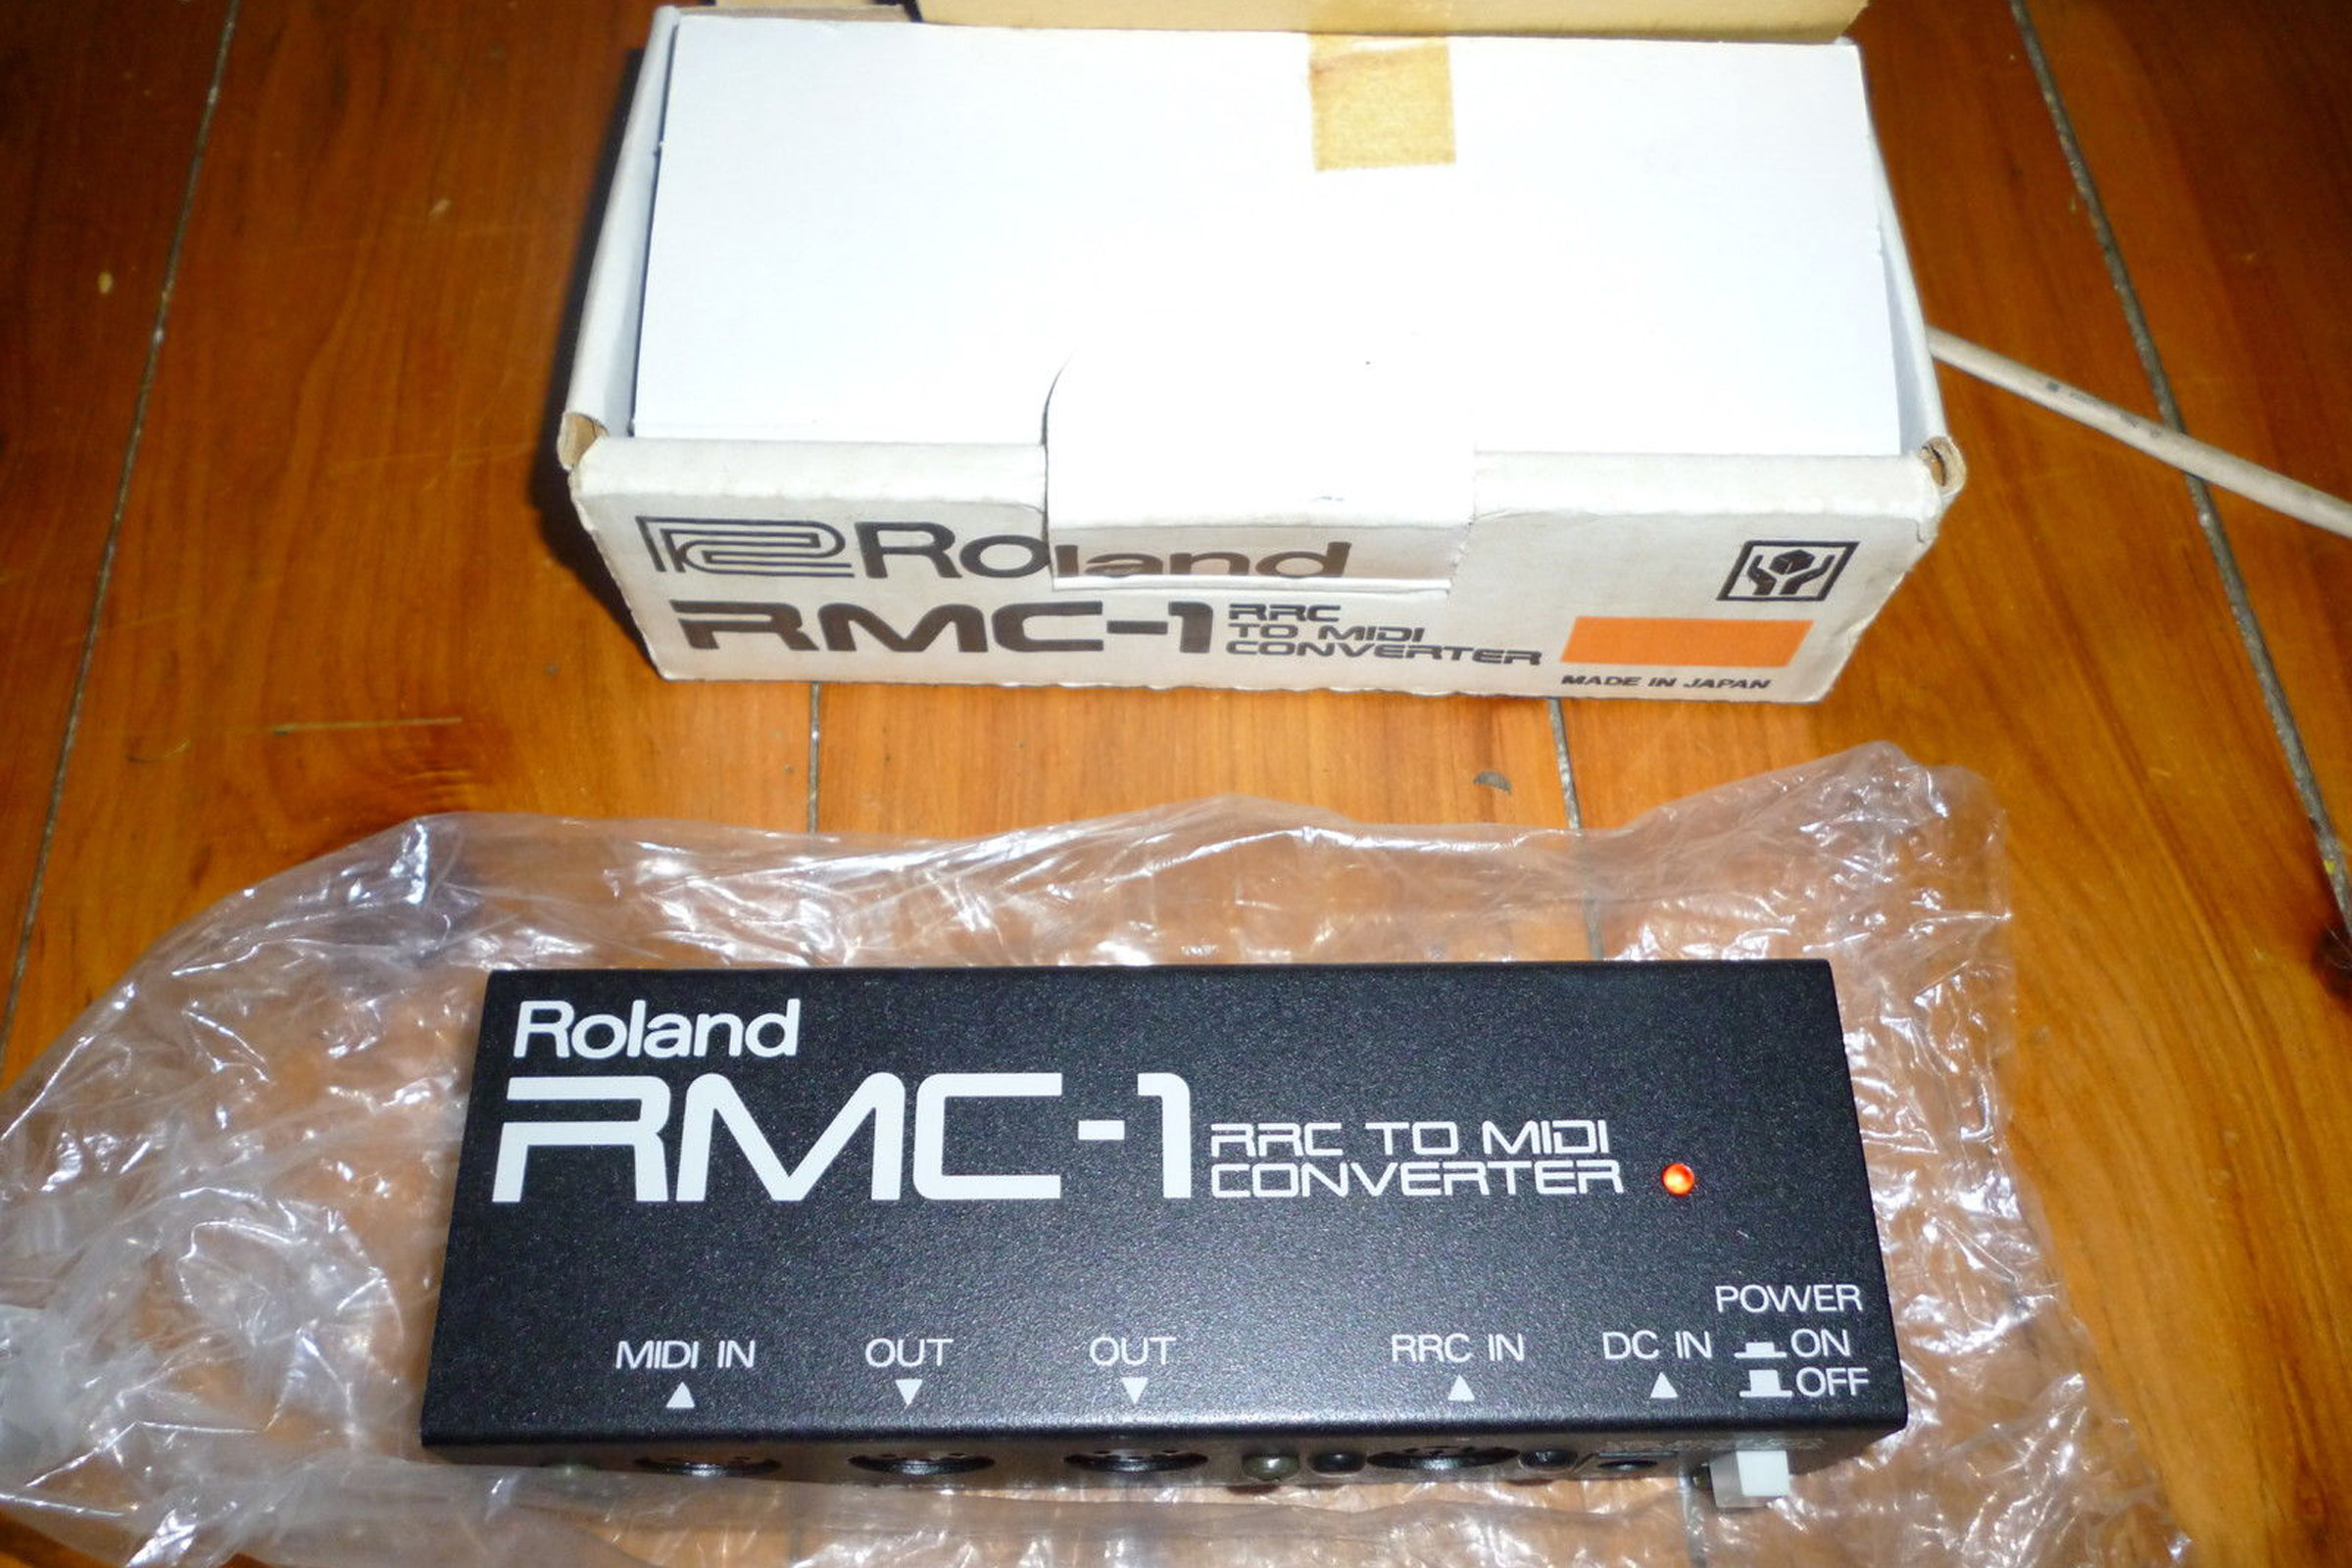 Roland
RMC-1 RRC
TO MIDI
CONVERTER
MADE IN JAPAN
Roland
RMC-1 RRC TO MIDI
CONVERTER
POWER
MIDI IN OUT OUT RRC IN DC IN ON
OFF